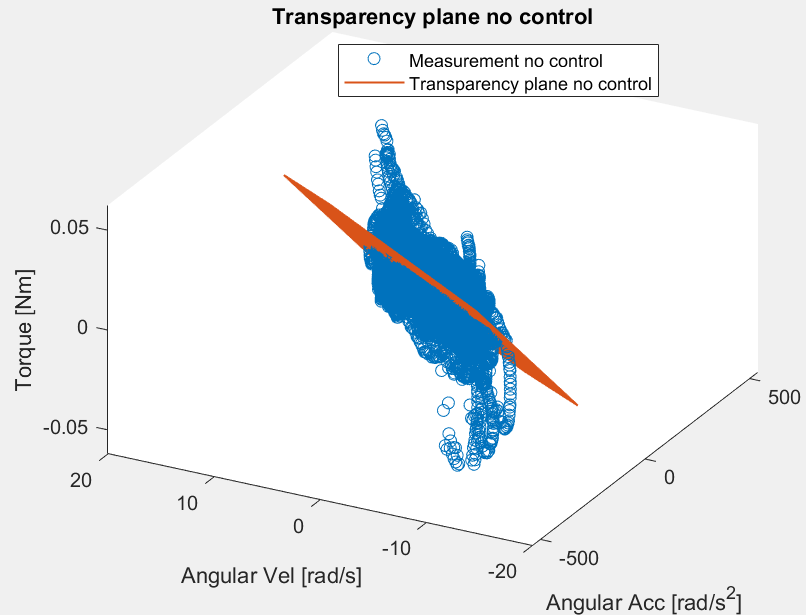 Transparency plane no control
Measurement no control
Transparency plane no control
Torque [Nm]
0.05
0
-0.05
20
10
0
-10
-20
Angular Vel [rad/s]
500
0
-500
Angular Acc [rad/s²]